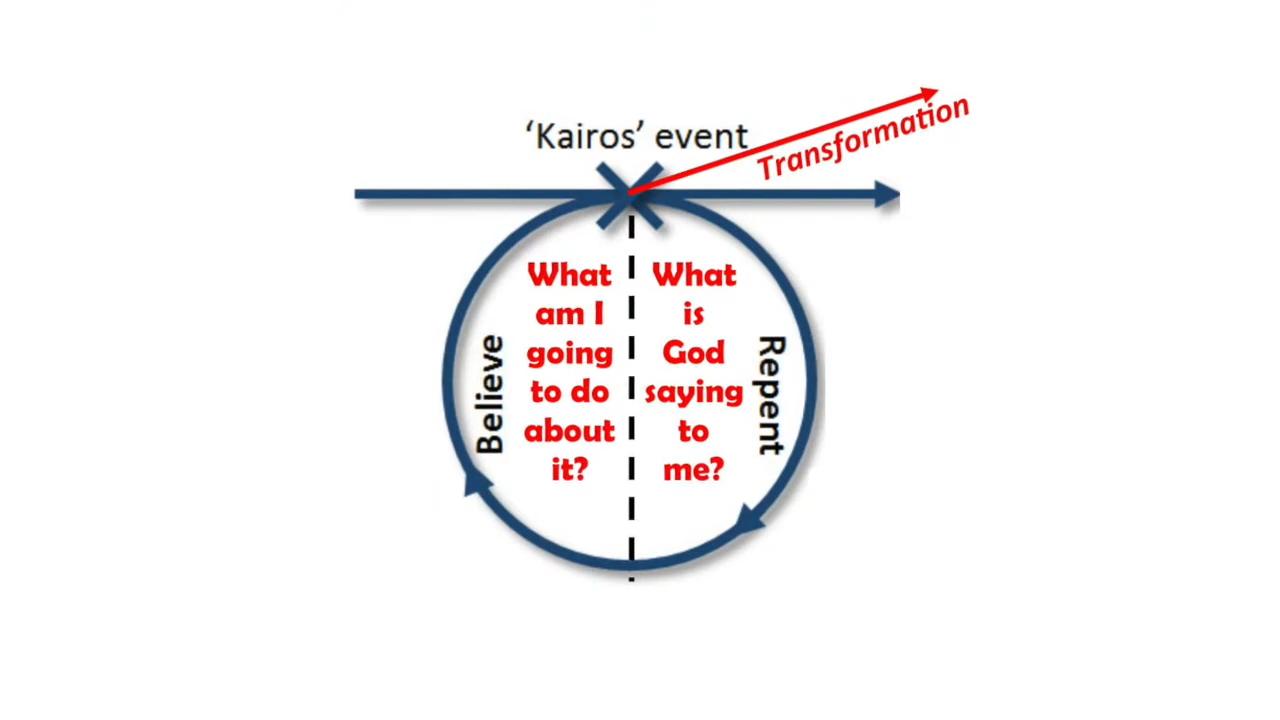 ‘Kairos’ event
Transformation
What
am I
going
to do
about
it?
What
is
God
saying
to
me?
Believe
Repent